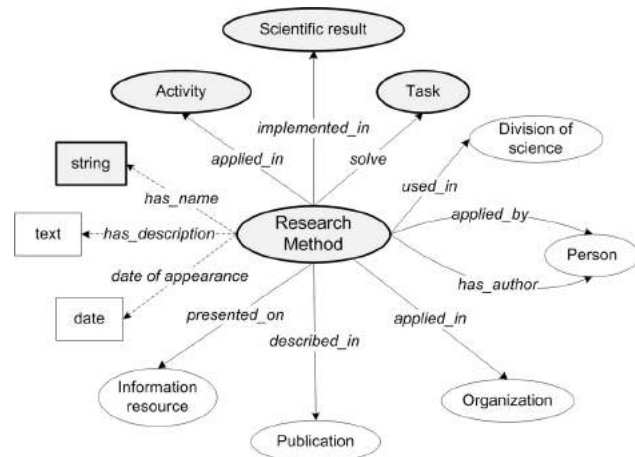 Scientific result
Activity
Task
implemented_in
applied_in
solve
Division of
science
string
used_in
has_name
applied_by
text
has_description
Research
Method
Person
date of appearance
has_author
date
presented_on
applied_in
described_in
Information
resource
Organization
Publication